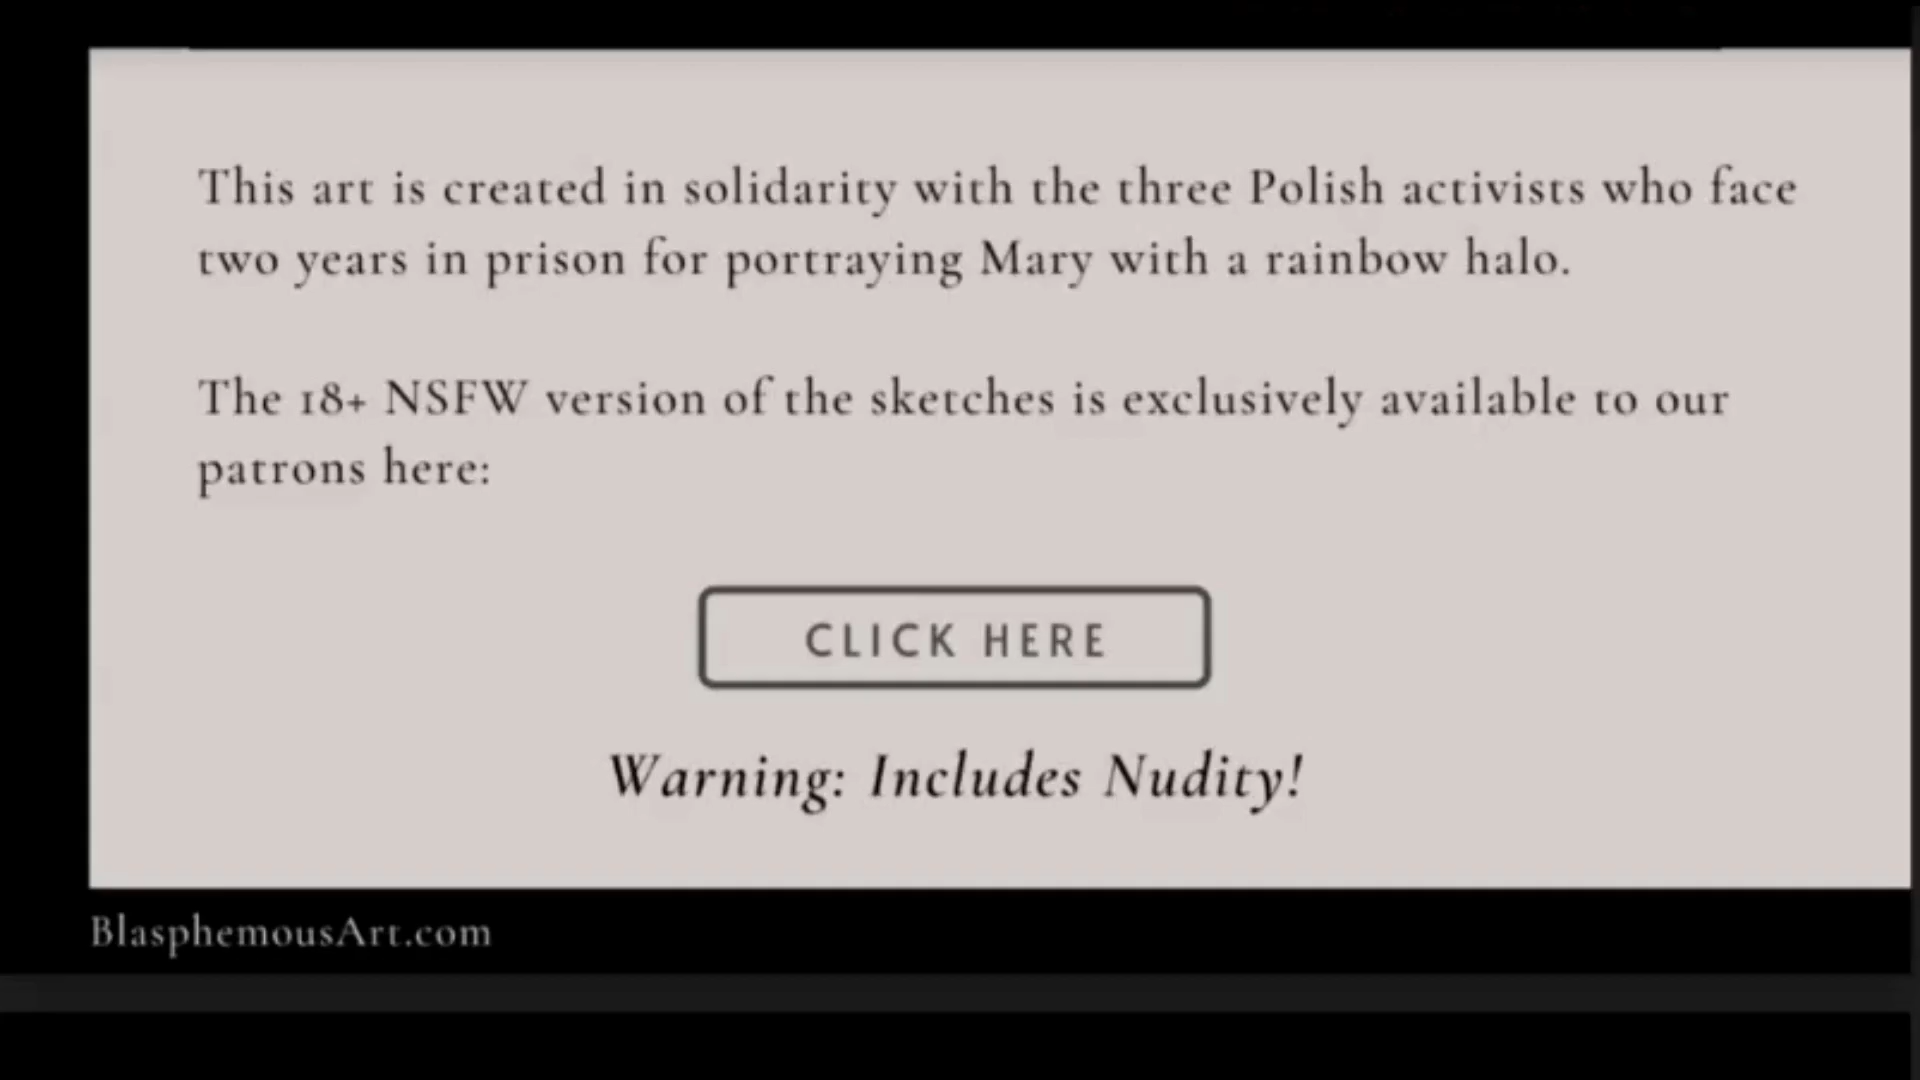 This art is created in solidarity with the three Polish activists who face
two years in prison for portraying Mary with a rainbow halo.
The 18+ NSFW version of the sketches is exclusively available to our
patrons here:
CLICK HERE
Warning: Includes Nudity!
BlasphemousArt.com